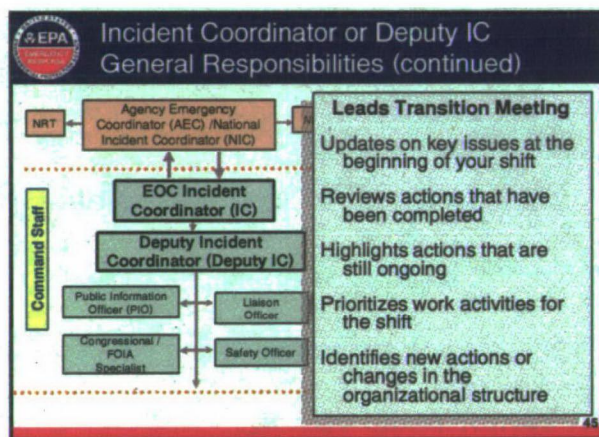 EPA
Incident Coordinator or Deputy IC
General Responsibilities (continued)
NRT
Agency Emergency
Coordinator (AEC) /National
Incident Coordinator (NIC)
EOC Incident
Coordinator (IC)
Deputy Incident
Coordinator (Deputy IC)
Command Staff
Public Information
Officer (PIO)
Liaison
Officer
Congressional /
FOIA
Specialist
Safety Officer
Leads Transition Meeting
Updates on key issues at the
beginning of your shift
Reviews actions that have
been completed
Highlights actions that are
still ongoing
Prioritizes work activities for
the shift
Identifies new actions or
changes in the
organizational structure
45